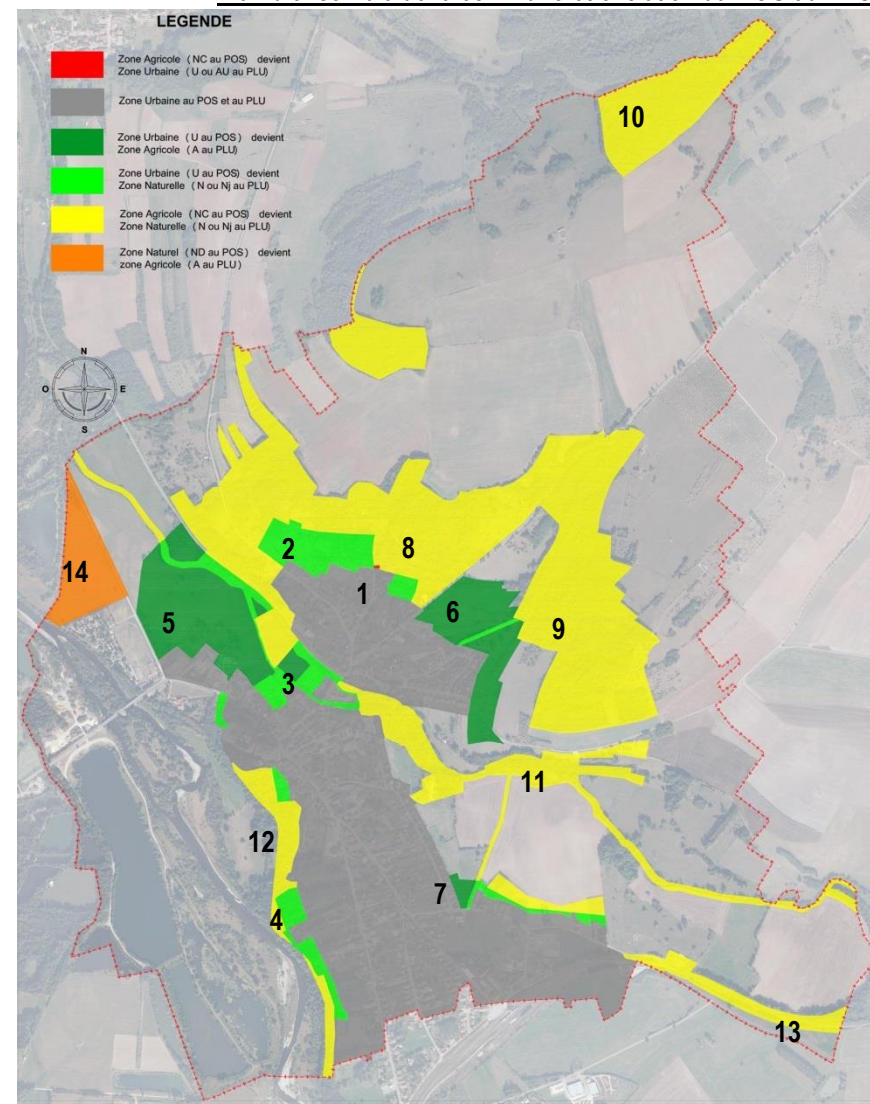 LEGENDE
Zone Agricole ( NC au POS) devient
Zone Urbaine ( U ou AU au PLU)
Zone Urbaine au POS et au PLU
Zone Urbaine ( U au POS ) devient
Zone Agricole ( A au PLU)
Zone Urbaine ( U au POS) devient
Zone Naturelle ( N ou Nj au PLU)
Zone Agricole ( NC au POS) devient
Zone Naturelle ( N ou Nj au PLU)
Zone Naturel ( ND au POS ) devient
zone Agricole ( A au PLU )
N
O E
S
10
2
8
14
1
5
6
9
3
11
12
7
4
13